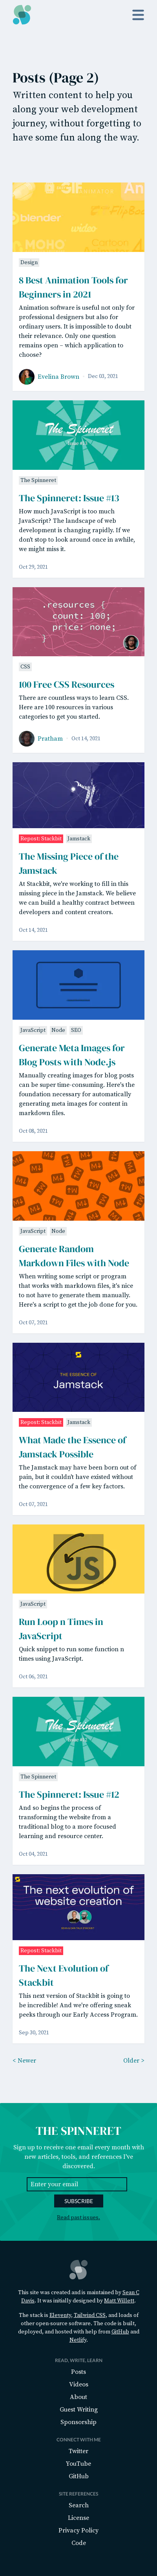 Posts (Page 2)
Written content to help you
along your web development
journey, without forgetting to
have some fun along the way.
blender
Design
8 Best Animation Tools for
Beginners in 2021
Animation software is useful not only for
professional designers but also for
ordinary users. It is impossible to doubt
their relevance. Only one question
remains open – which application to
choose?
Evelina Brown
Dec 03, 2021
The Spinneret
The Spinneret
The Spinneret: Issue #13
How much JavaScript is too much
JavaScript? The landscape of web
development is changing rapidly. If we
don't stop to look around once in awhile,
we might miss it.
Oct 29, 2021
.resources {
count: 100;
price: none;
}
CSS
100 Free CSS Resources
There are countless ways to learn CSS.
Here are 100 resources in various
categories to get you started.
Pratham
Oct 14, 2021
Repost: Stackbit
Jamstack
The Missing Piece of the
Jamstack
At Stackbit, we're working to fill in this
missing piece in the Jamstack. We believe
we can build a healthy contract between
developers and content creators.
Oct 14, 2021
JavaScript Node SEO
Generate Meta Images for
Blog Posts with Node.js
Manually creating images for blog posts
can be super time consuming. Here's the
foundation necessary for automatically
generating meta images for content in
markdown files.
Oct 08, 2021
JavaScript Node
Generate Random
Markdown Files with Node
When writing some script or program
that works with markdown files, it's nice
to not have to generate them manually.
Here's a script to get the job done for you.
Oct 07, 2021
THE ESSENCE OF
Jamstack
Repost: Stackbit
Jamstack
What Made the Essence of
Jamstack Possible
The Jamstack may have been born out of
pain, but it couldn't have existed without
the convergence of a few key factors.
Oct 07, 2021
JS
JavaScript
Run Loop n Times in
JavaScript
Quick snippet to run some function n
times using JavaScript.
Oct 06, 2021
The Spinneret
The Spinneret
The Spinneret: Issue #12
And so begins the process of
transforming the website from a
traditional blog to a more focused
learning and resource center.
Oct 04, 2021
The next evolution of
website creation
Repost: Stackbit
The Next Evolution of
Stackbit
This next version of Stackbit is going to
be incredible! And we're offering sneak
peeks through our Early Access Program.
Sep 30, 2021
< Newer
Older >
THE SPINNERET
Sign up to receive one email every month with
new articles, tools, and references I've
discovered.
Enter your email
SUBSCRIBE
Read past issues.
This site was created and is maintained by Sean C
Davis. It was initially designed by Matt Willett.
The stack is Eleventy, Tailwind CSS, and loads of
other open-source software. The code is built,
deployed, and hosted with help from GitHub and
Netlify.
READ, WRITE, LEARN
Posts
Videos
About
Guest Writing
Sponsorship
CONNECT WITH ME
Twitter
YouTube
GitHub
SITE REFERENCES
Search
License
Privacy Policy
Code